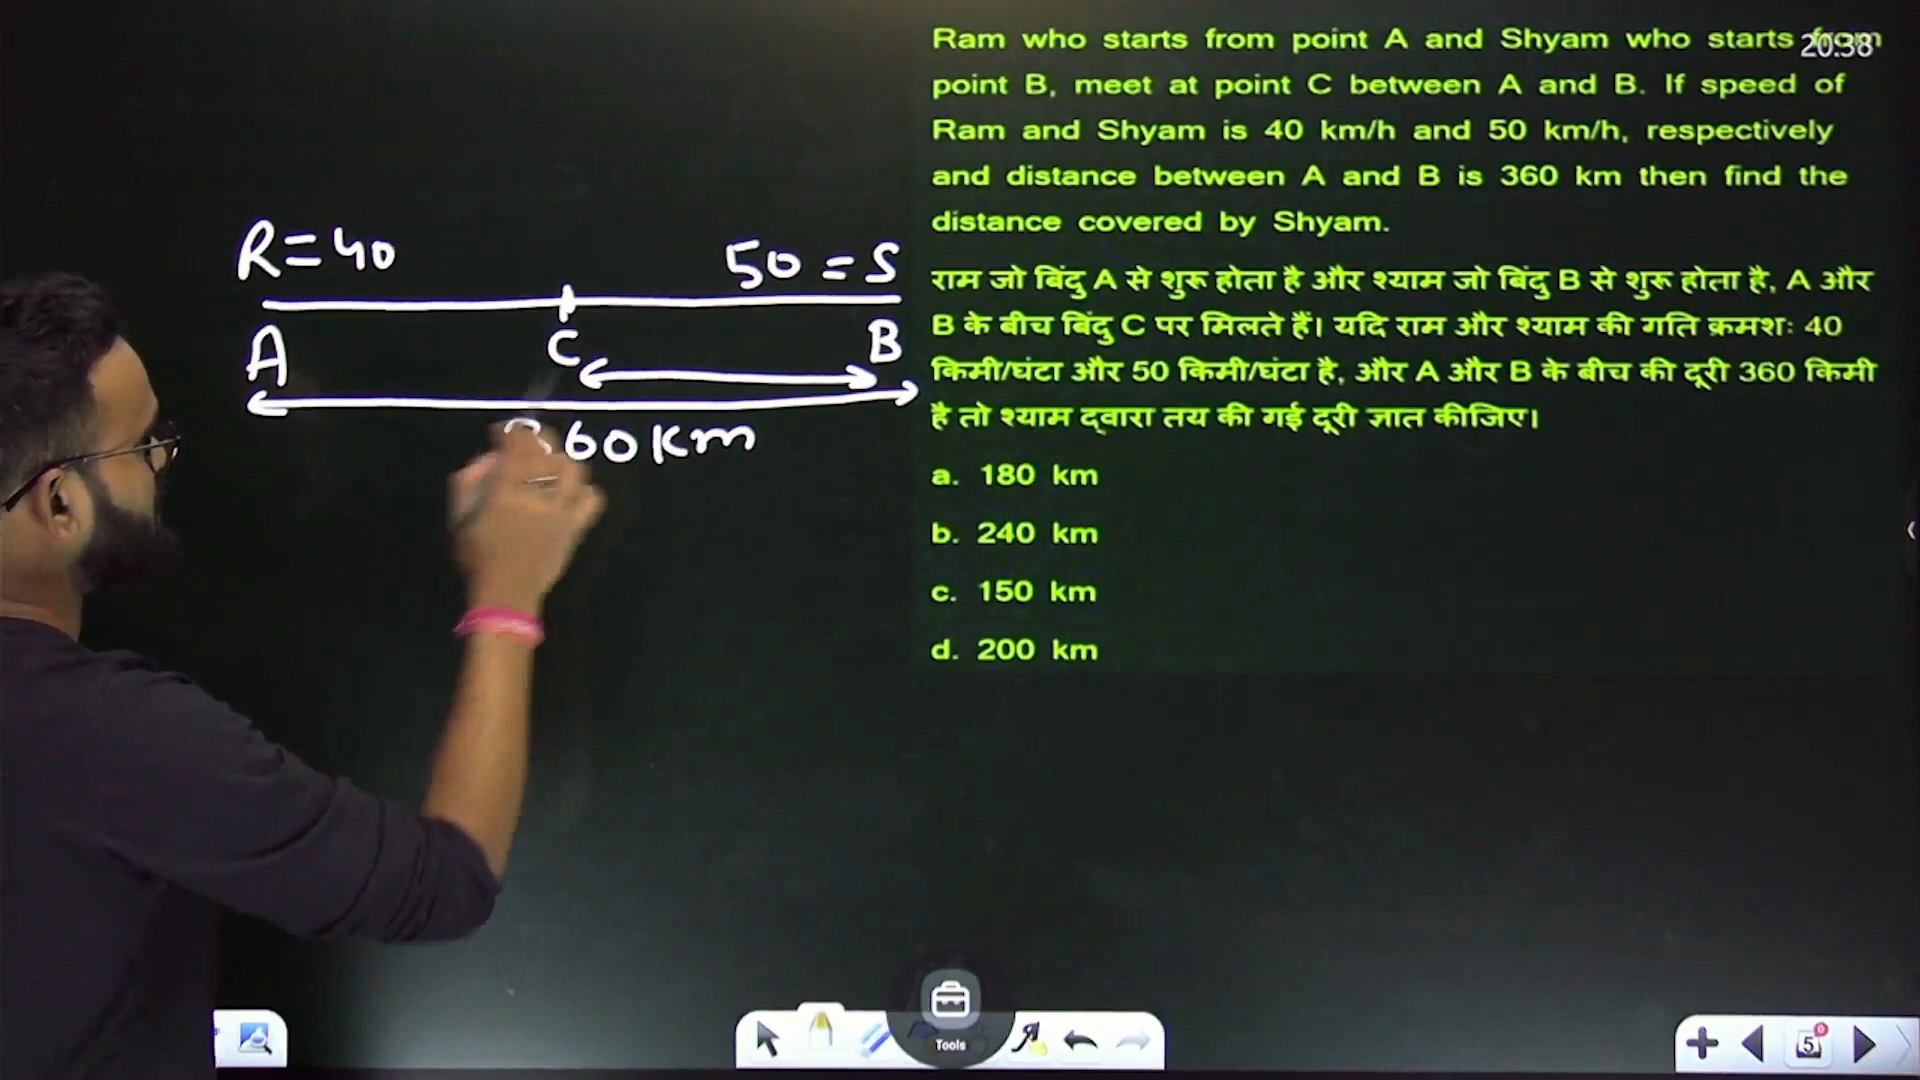 Ram who starts from point A and Shyam who starts from
20:38
point B, meet at point C between A and B. If speed of
Ram and Shyam is 40 km/h and 50 km/h, respectively
and distance between A and B is 360 km then find the
distance covered by Shyam.
राम जो बिंदु A से शुरू होता है और श्याम जो बिंदु B से शुरू होता है, A और
B के बीच बिंदु C पर मिलते हैं। यदि राम और श्याम की गति क्रमशः 40
किमी/घंटा और 50 किमी/घंटा है, और A और B के बीच की दूरी 360 किमी
है तो श्याम द्वारा तय की गई दूरी ज्ञात कीजिए।
a. 180 km
b. 240 km
c. 150 km
d. 200 km
R=40
50=S
A
C
B
360 Km
Tools
5
0